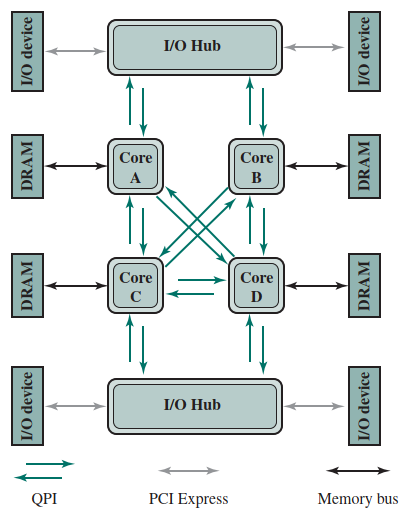 I/O device
I/O Hub
I/O device
DRAM
Core
A
Core
B
DRAM
DRAM
Core
C
Core
D
DRAM
I/O device
I/O Hub
I/O device
QPI
PCI Express
Memory bus